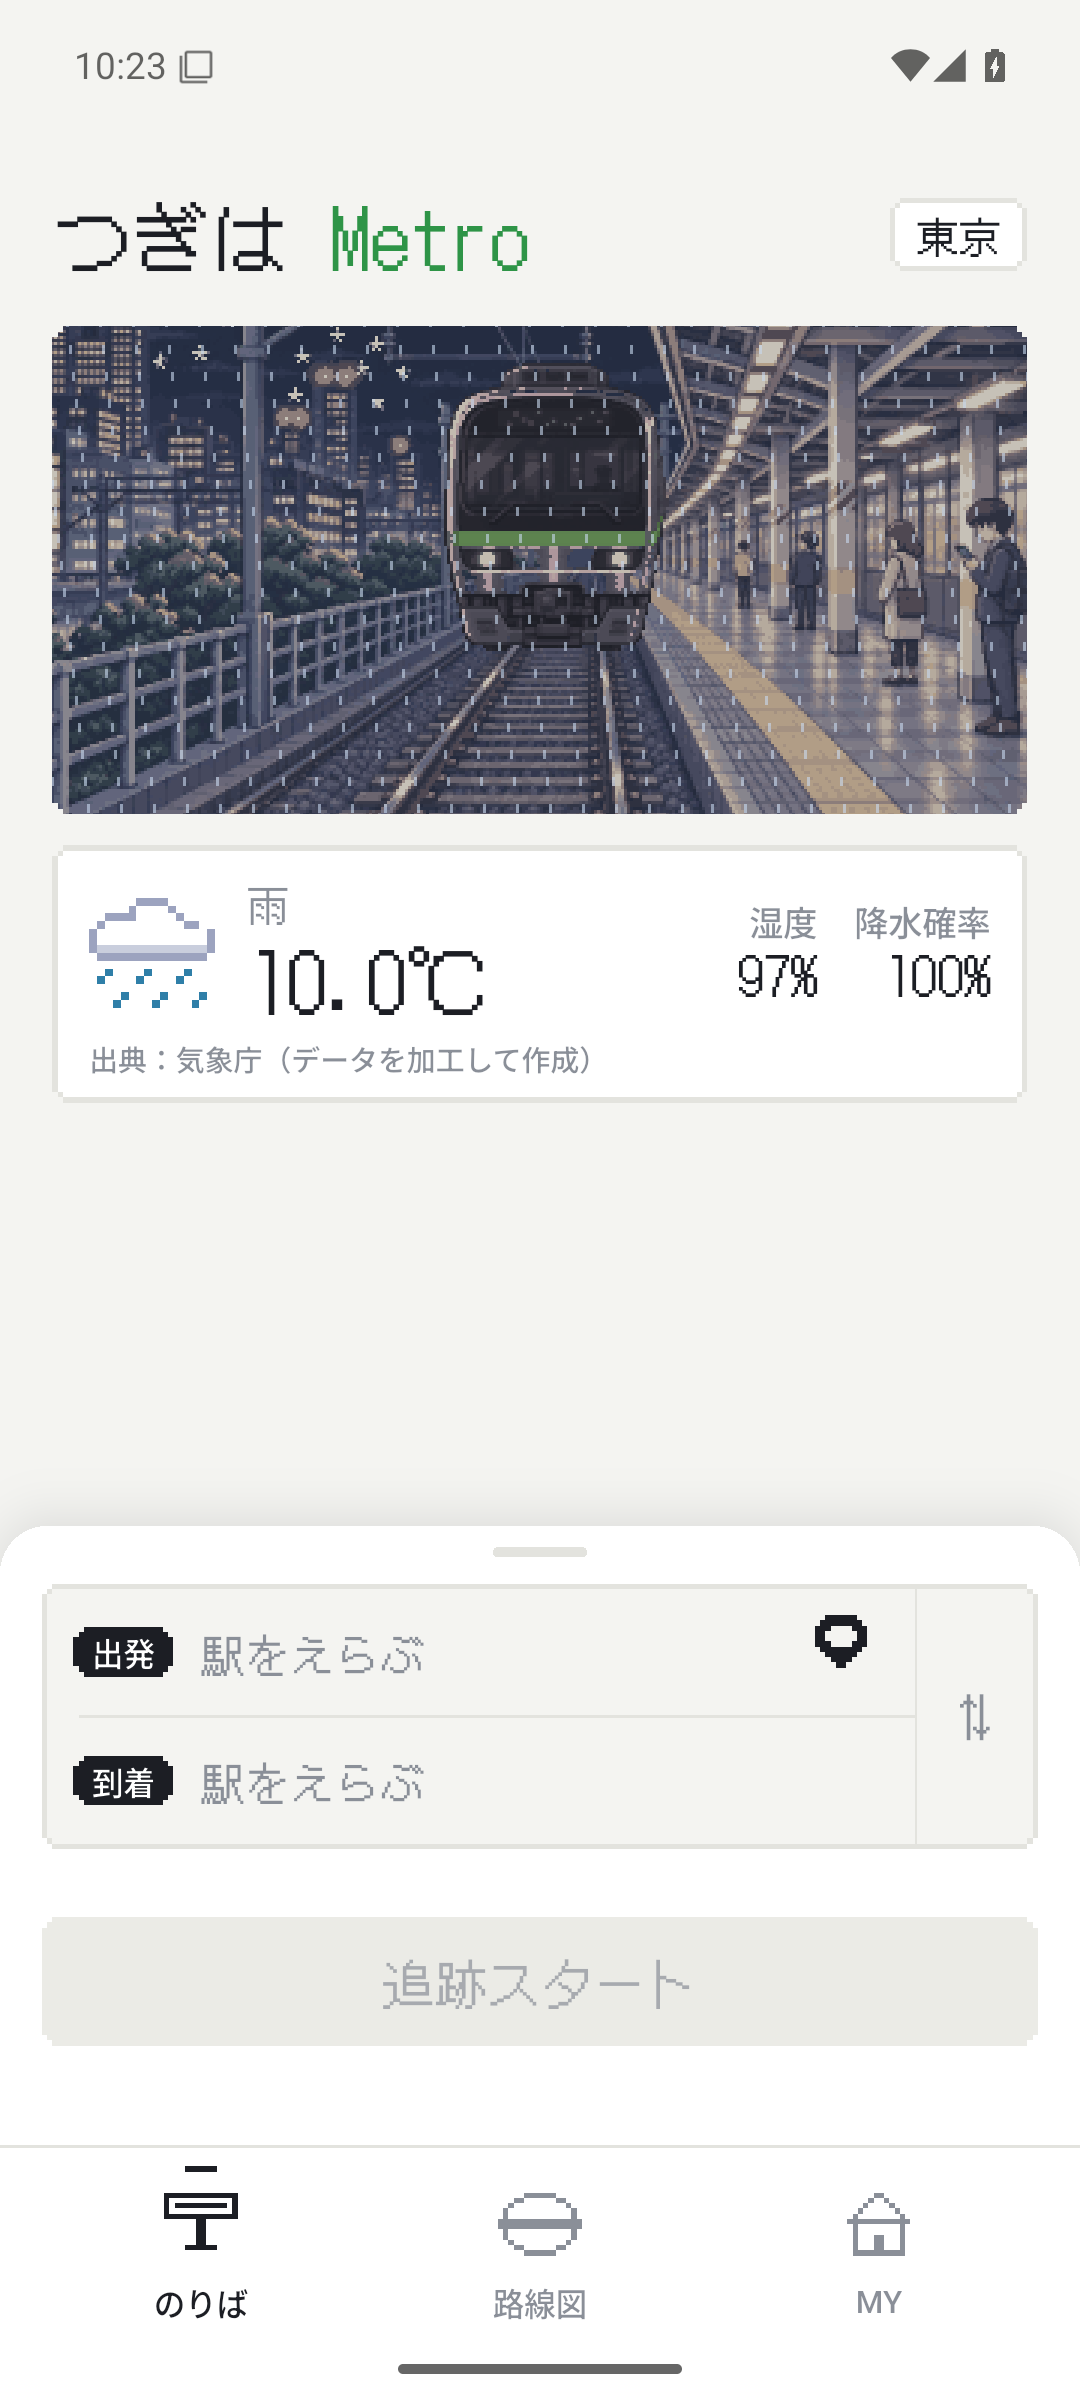 10:23
つぎは Metro
東京
雨
10.0℃
湿度 降水確率
97% 100%
出典：気象庁（データを加工して作成）
出発 駅をえらぶ
到着 駅をえらぶ
追跡スタート
のりば 路線図 MY